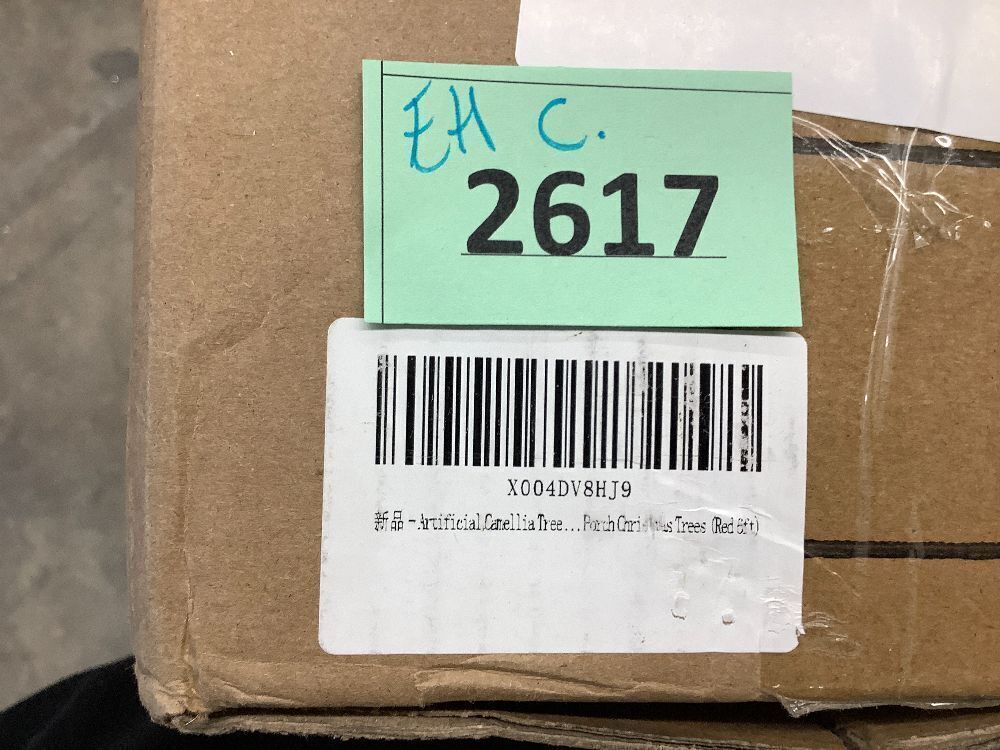 EH C.
2617
X004DV8HJ9
新品 - Artificial Camellia Tree...Porch Christmas Trees (Red 6ft)